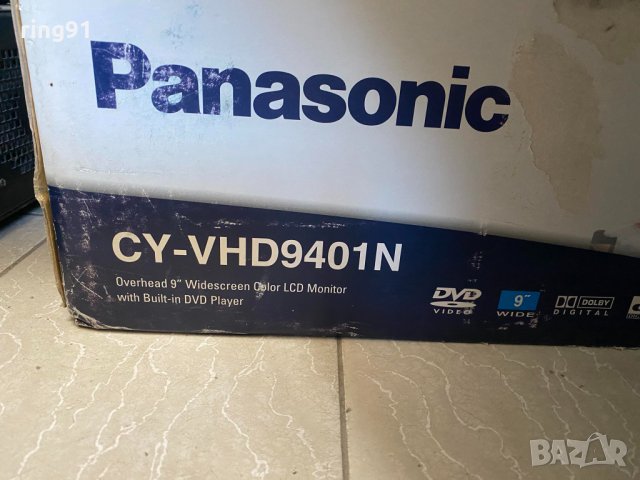 ring91
Panasonic
CY-VHD9401N
Overhead 9" Widescreen Color LCD Monitor
with Built-in DVD Player
DVD
VIDEO
9"
WIDE
DOLBY
DIGITAL
BAZAR